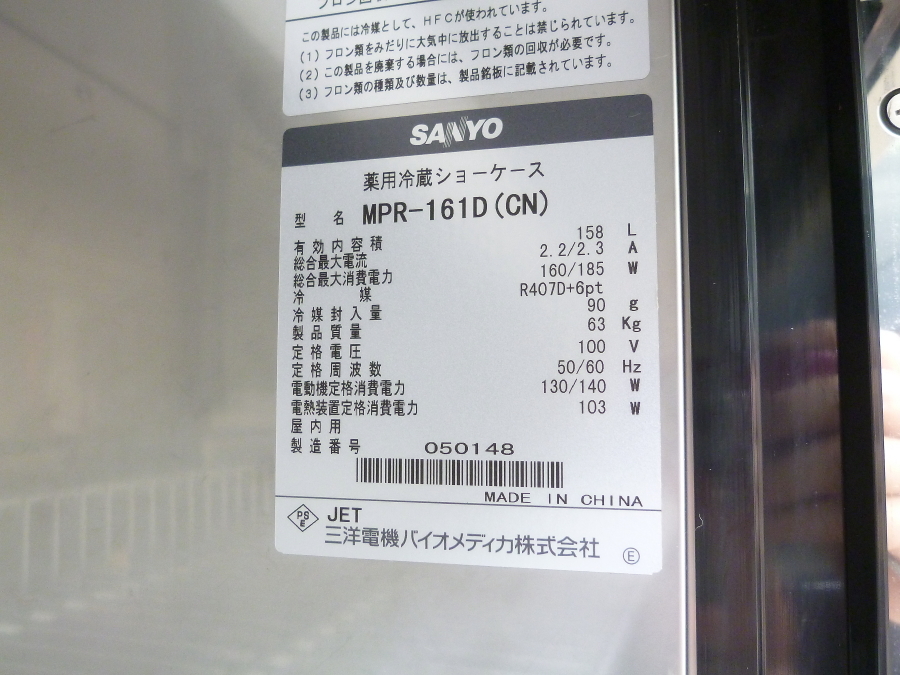 この製品には冷媒として、HFCが使われています。
(1) フロン類をみだりに大気中に放出することは禁じられています。
(2) この製品を廃棄する場合には、フロン類の回収が必要です。
(3) フロン類の種類及び数量は、製品銘板に記載されています。
SANYO
薬用冷蔵ショーケース
型名 MPR-161D(CN)
有効内容積 158 L
総合最大電流 2.2/2.3 A
総合最大消費電力 160/185 W
冷媒 R407D+6pt
冷媒封入量 90 g
製品質量 63 Kg
定格電圧 100 V
定格周波数 50/60 Hz
電動機定格消費電力 130/140 W
電熱装置定格消費電力 103 W
屋内用
製造番号 050148
MADE IN CHINA
PS E JET
三洋電機バイオメディカ株式会社 Ⓔ